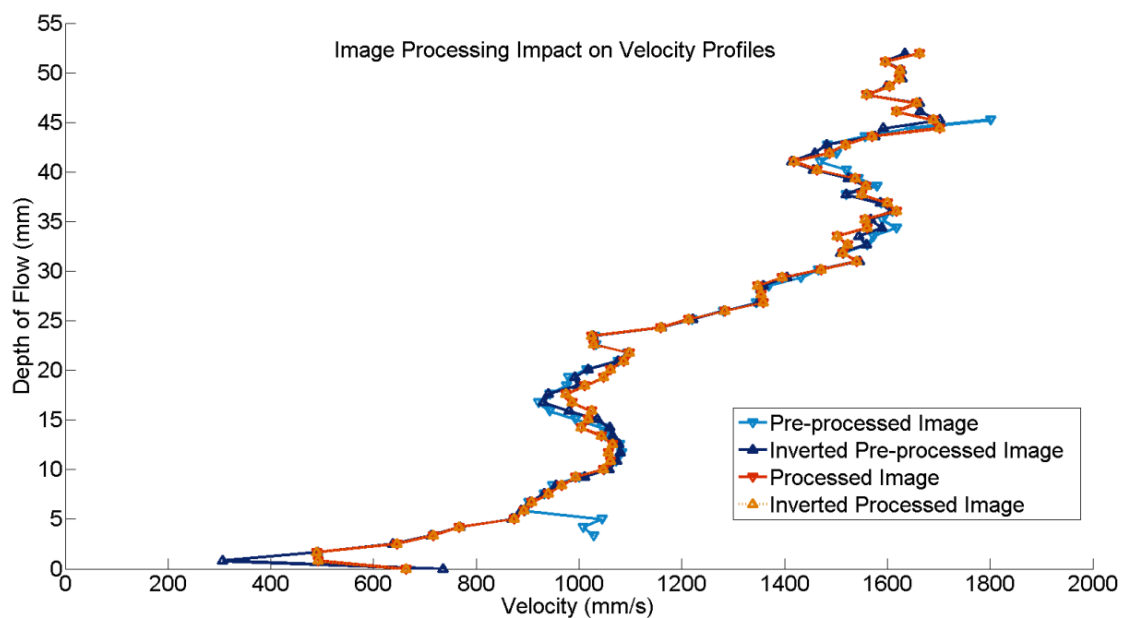 Image Processing Impact on Velocity Profiles
Depth of Flow (mm)
55
50
45
40
35
30
25
20
15
10
5
0
Pre-processed Image
Inverted Pre-processed Image
Processed Image
Inverted Processed Image
0 200 400 600 800 1000 1200 1400 1600 1800 2000
Velocity (mm/s)